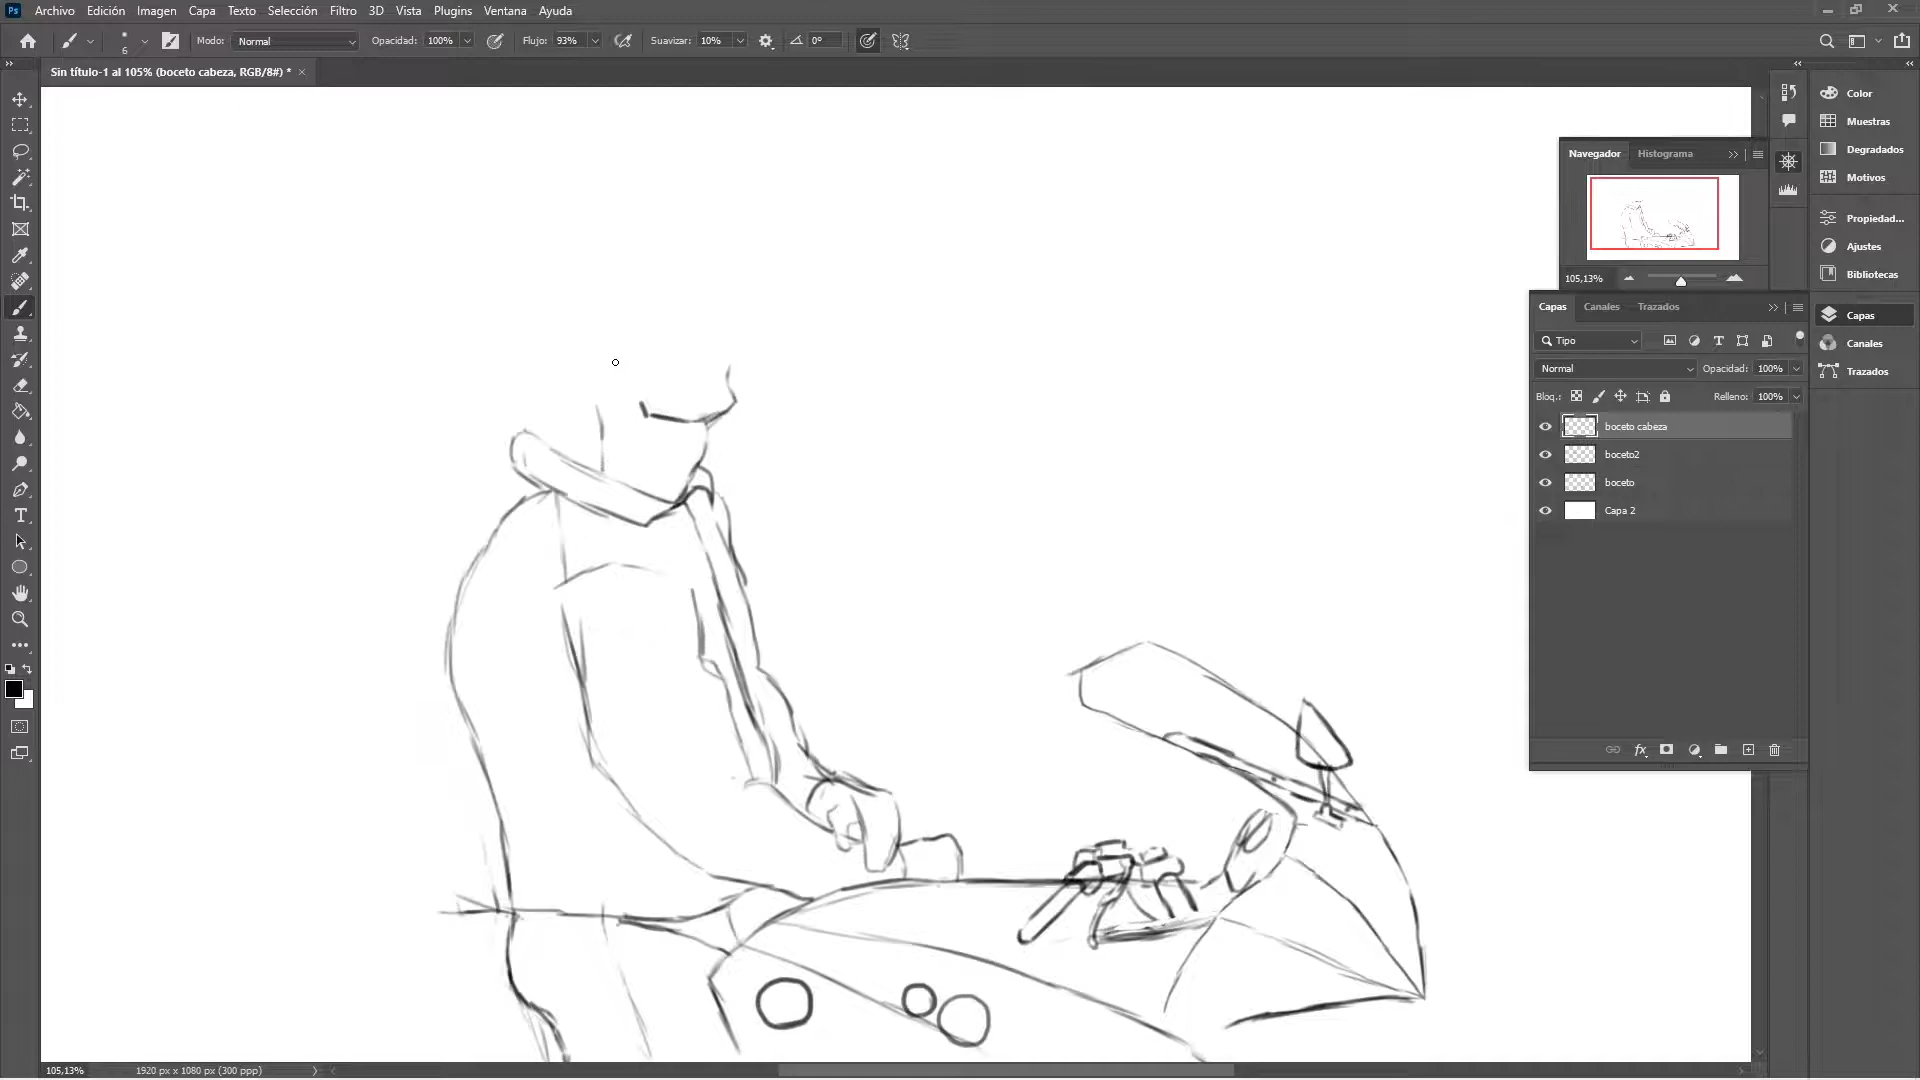 Ps Archivo Edición Imagen Capa Texto Selección Filtro 3D Vista Plugins Ventana Ayuda
6 Modo: Normal Opacidad: 100% Flujo: 93% Suavizar: 10% 0°
Sin título-1 al 105% (boceto cabeza, RGB/8#) * ×
Color
Muestras
Degradados
Motivos
Propiedad...
Ajustes
Bibliotecas
Capas
Canales
Trazados
Navegador Histograma
105,13%
Capas Canales Trazados
Tipo
Normal Opacidad: 100%
Bloq.: Relleno: 100%
boceto cabeza
boceto2
boceto
Capa 2
fx
105,13% 1920 px x 1080 px (300 ppp)